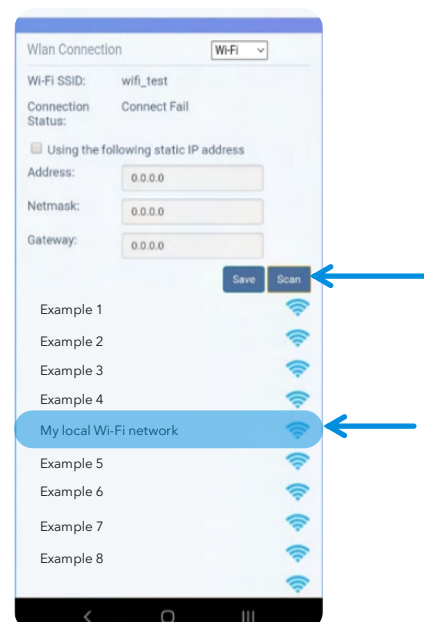 Wlan Connection Wi-Fi
Wi-Fi SSID: wifi_test
Connection Status: Connect Fail
Using the following static IP address
Address: 0.0.0.0
Netmask: 0.0.0.0
Gateway: 0.0.0.0
Save Scan
Example 1
Example 2
Example 3
Example 4
My local Wi-Fi network
Example 5
Example 6
Example 7
Example 8